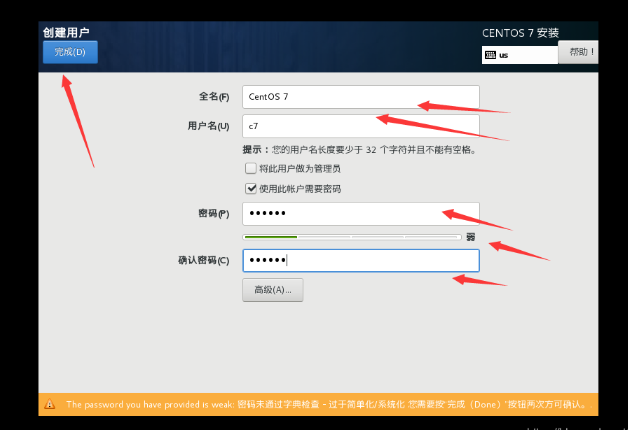 创建用户
CENTOS 7 安装
完成(D)
us
帮助！
全名(F)
CentOS 7
用户名(U)
c7
提示：您的用户名长度要少于 32 个字符并且不能有空格。
将此用户做为管理员
使用此帐户需要密码
密码(P)
●●●●●●
弱
确认密码(C)
●●●●●●
高级(A)...
The password you have provided is weak: 密码未通过字典检查 - 过于简单化/系统化 您需要按"完成（Done）"按钮两次方可确认。